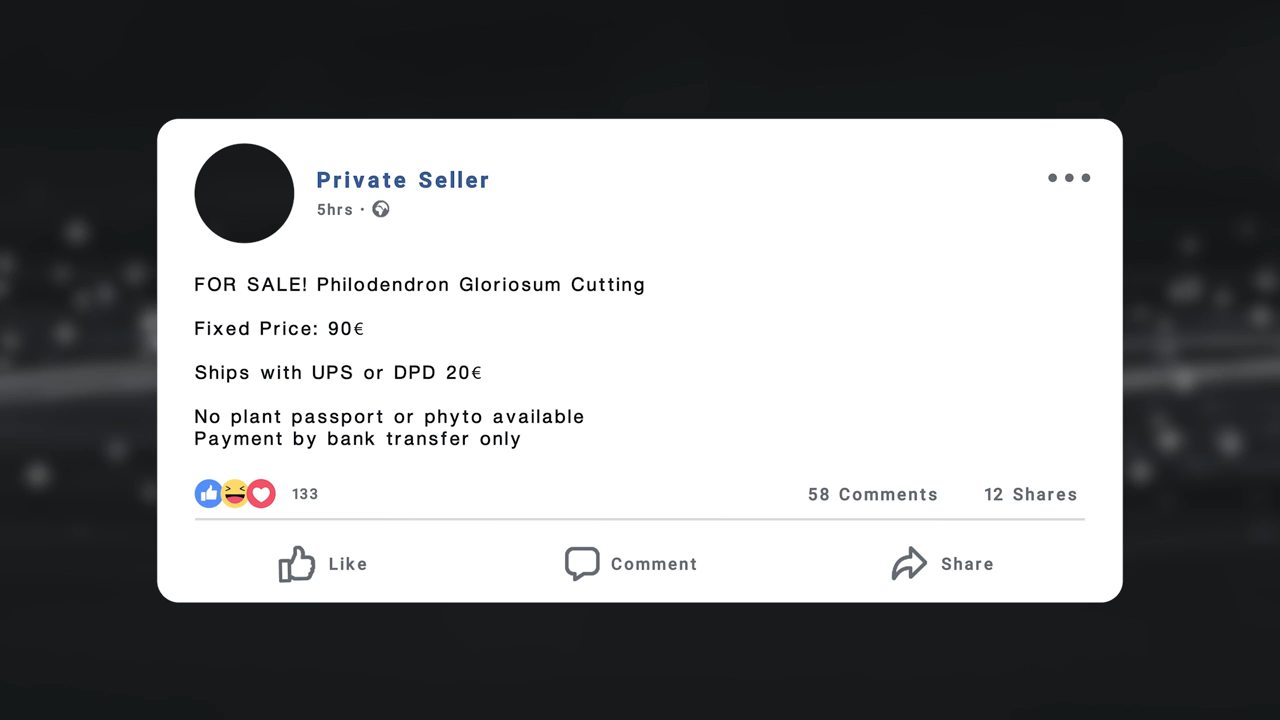 Private Seller
5hrs ·
FOR SALE! Philodendron Gloriosum Cutting
Fixed Price: 90€
Ships with UPS or DPD 20€
No plant passport or phyto available
Payment by bank transfer only
133
58 Comments 12 Shares
Like Comment Share